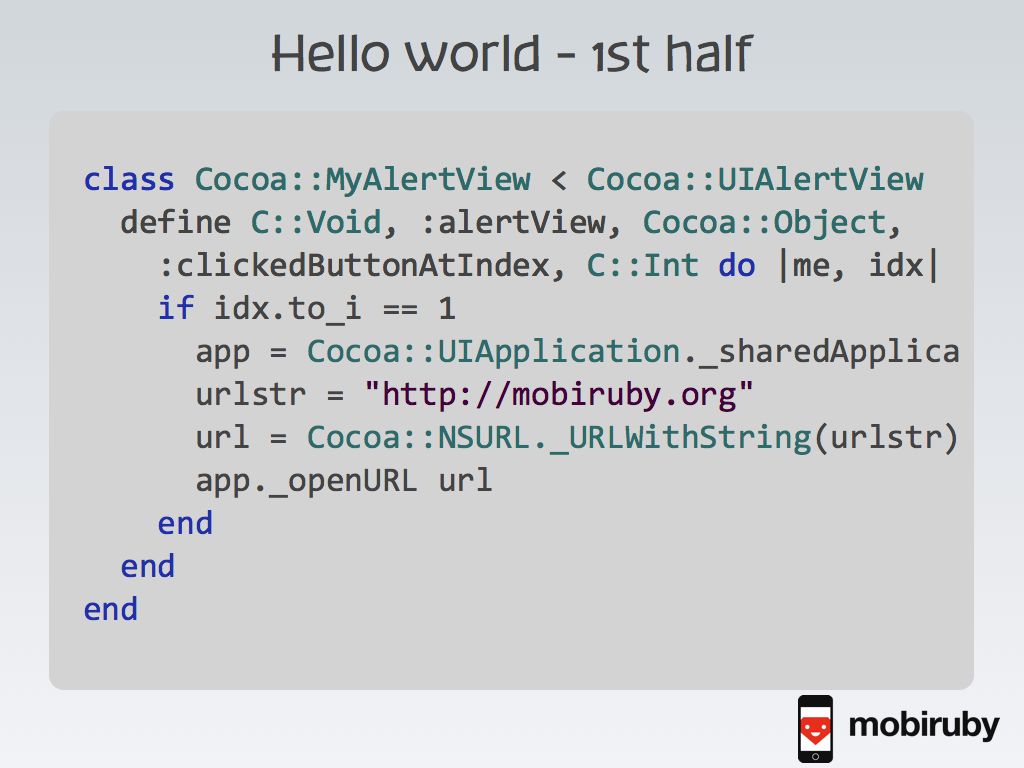 Hello world - 1st half
class Cocoa::MyAlertView < Cocoa::UIAlertView
  define C::Void, :alertView, Cocoa::Object,
    :clickedButtonAtIndex, C::Int do |me, idx|
    if idx.to_i == 1
      app = Cocoa::UIApplication._sharedApplica
      urlstr = "http://mobiruby.org"
      url = Cocoa::NSURL._URLWithString(urlstr)
      app._openURL url
    end
  end
end
mobiruby